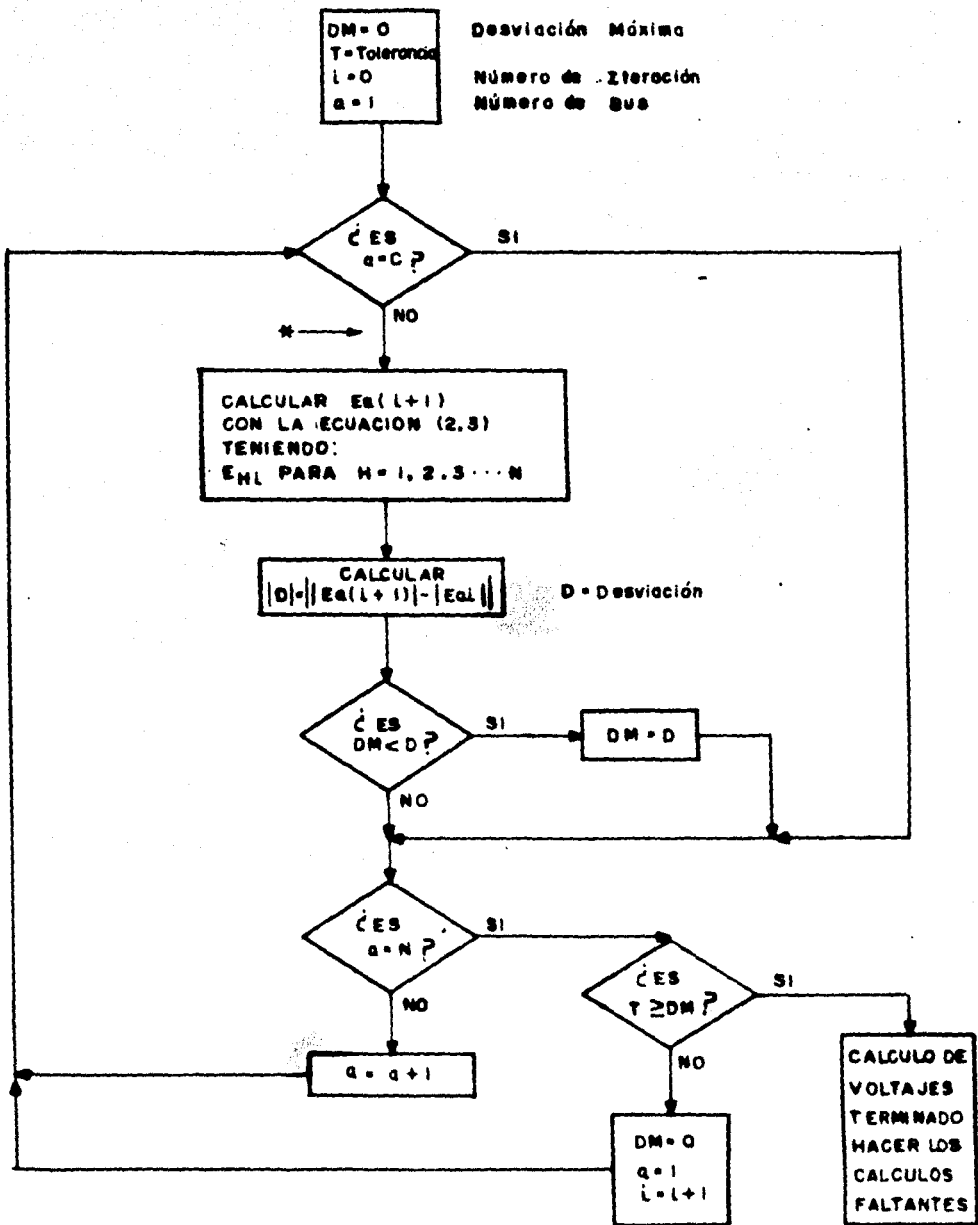 DM = 0
T = Tolerancia
i = 0
a = 1
Desviación Máxima
Número de Iteración
Número de Bus
¿ ES
a = C ?
SI
NO
*
CALCULAR Ea(i+1)
CON LA ECUACION (2,3)
TENIENDO:
EHi PARA H = 1, 2, 3 ··· N
CALCULAR
|D|=||Ea(i+1)|-|Eai||
D = Desviación
¿ ES
DM < D ?
SI
DM = D
NO
¿ ES
a = N ?
SI
NO
¿ ES
T ≥ DM ?
SI
NO
a = a + 1
CALCULO DE
VOLTAJES
TERMINADO
HACER LOS
CALCULOS
FALTANTES
DM = 0
a = 1
i = i + 1